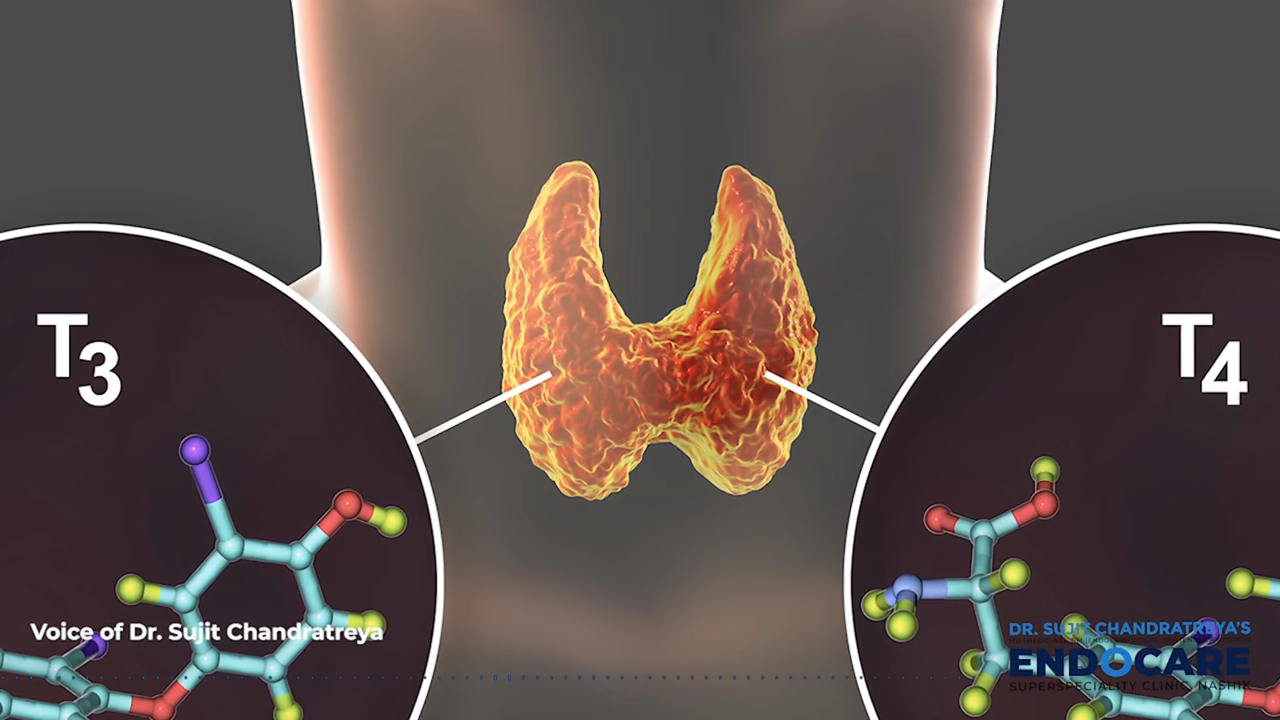 T3
T4
Voice of Dr. Sujit Chandratreya
DR. SUJIT CHANDRATREYA'S
ENDOCARE
SUPERSPECIALITY CLINIC, NASHIK